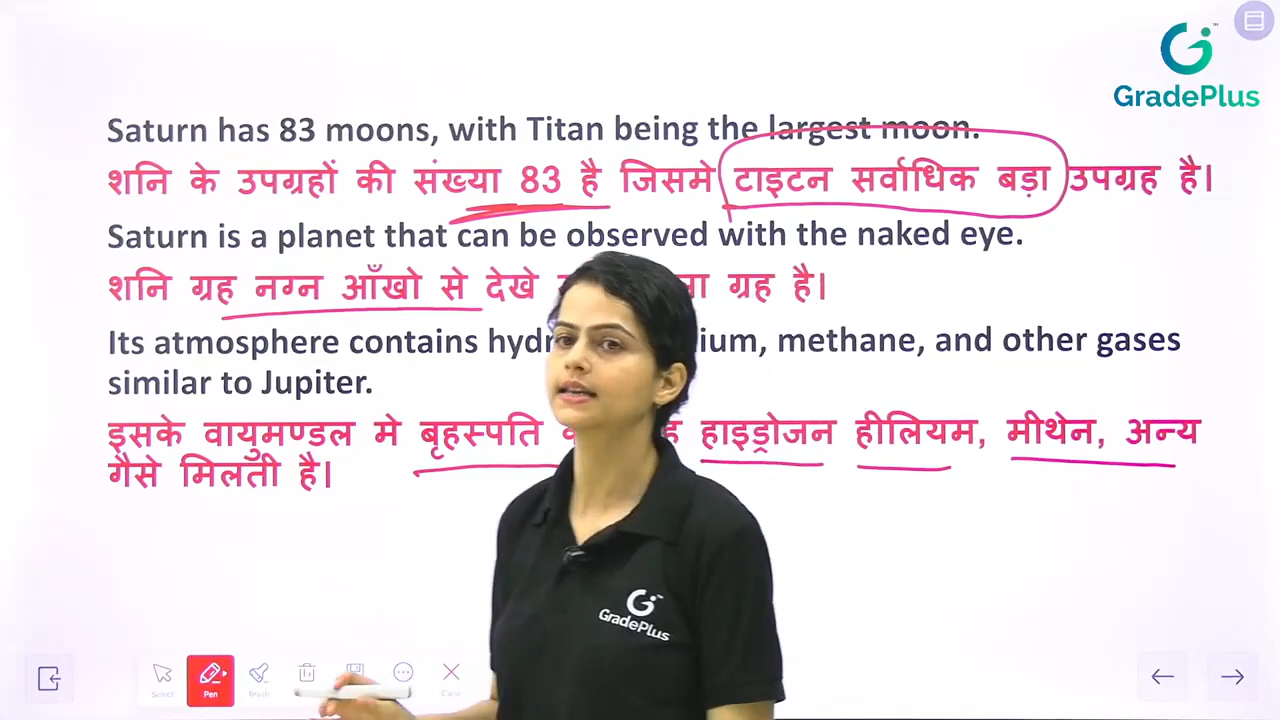 GradePlus
Saturn has 83 moons, with Titan being the largest moon.
शनि के उपग्रहों की संख्या 83 है जिसमे टाइटन सर्वाधिक बड़ा उपग्रह है।
Saturn is a planet that can be observed with the naked eye.
शनि ग्रह नग्न आँखो से देखे ग्रह है।
Its atmosphere contains methane, and other gases
similar to Jupiter.
इसके वायुमण्डल मे बृहस्पति हाइड्रोजन हीलियम, मीथेन, अन्य
गैसे मिलती है।
GradePlus
Select Pen Brush Clear